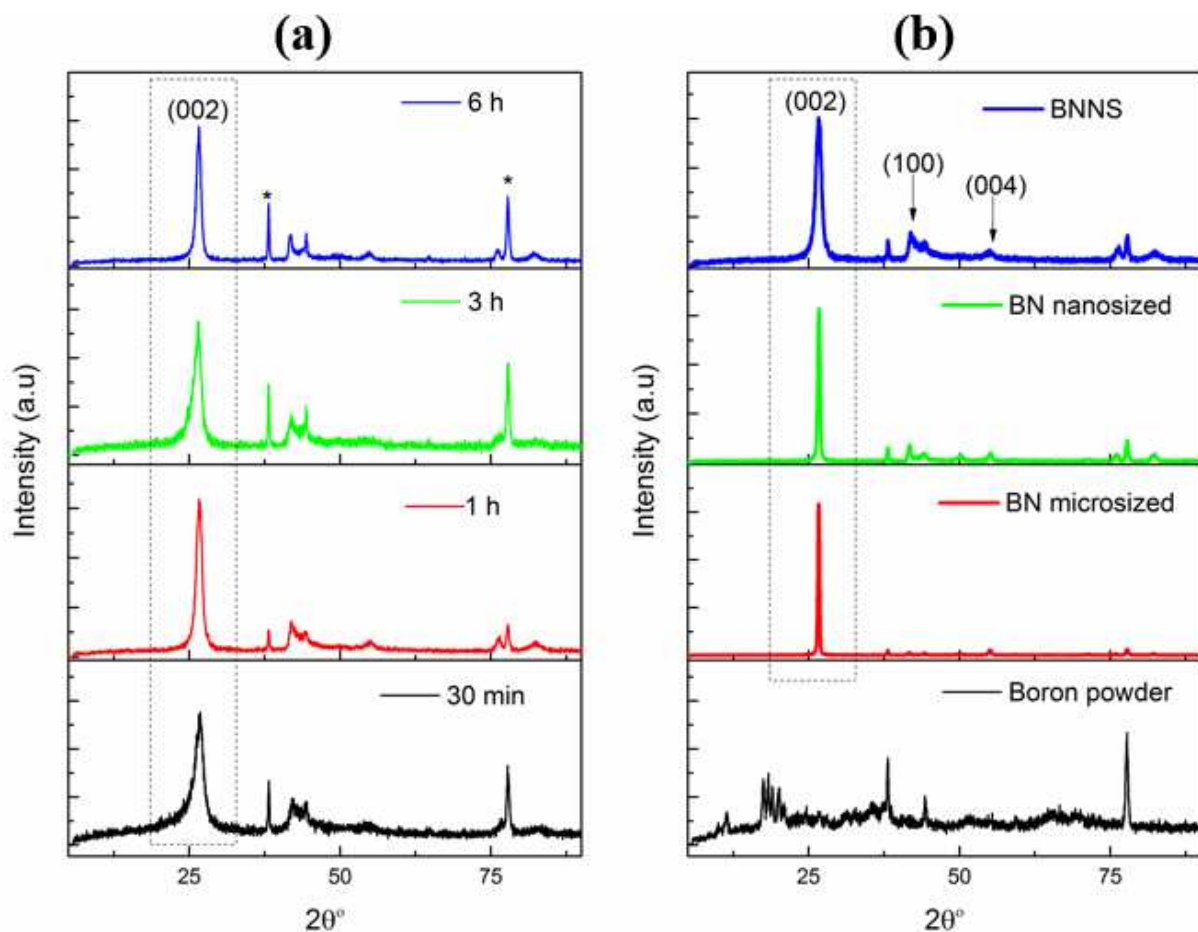 (a)
(002)
6 h
*
*
3 h
1 h
30 min
Intensity (a.u)
25
50
75
2θ°
(b)
(002)
BNNS
(100)
(004)
BN nanosized
BN microsized
Boron powder
Intensity (a.u)
25
50
75
2θ°